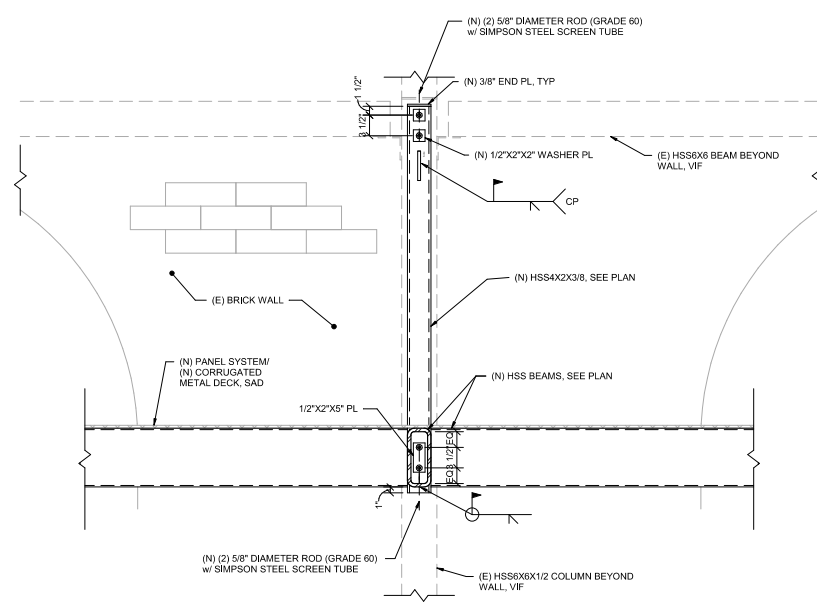 (N) (2) 5/8" DIAMETER ROD (GRADE 60)
w/ SIMPSON STEEL SCREEN TUBE
(N) 3/8" END PL, TYP
1 1/2"
3 1/2"
(N) 1/2"X2"X2" WASHER PL
(E) HSS6X6 BEAM BEYOND
WALL, VIF
CP
(N) HSS4X2X3/8, SEE PLAN
(E) BRICK WALL
(N) PANEL SYSTEM/
(N) CORRUGATED
METAL DECK, SAD
(N) HSS BEAMS, SEE PLAN
1/2"X2"X5" PL
EQ
3 1/2"
EQ
1"
(N) (2) 5/8" DIAMETER ROD (GRADE 60)
w/ SIMPSON STEEL SCREEN TUBE
(E) HSS6X6X1/2 COLUMN BEYOND
WALL, VIF